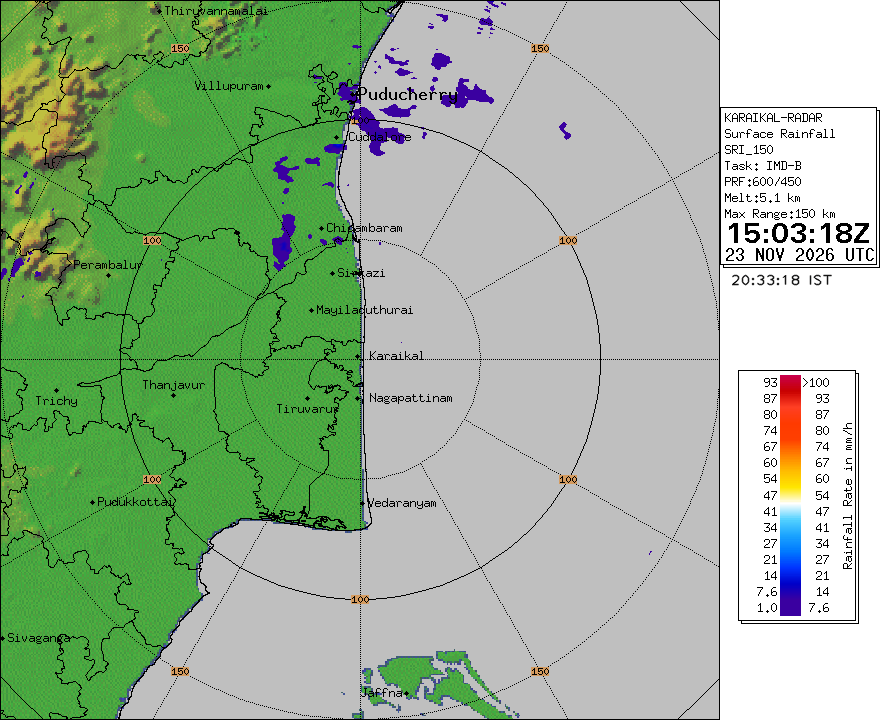 Thiruvannamalai
150
150
Villupuram
Puducherry
100
Cuddalore
Chidambaram
100
100
Perambalur
Sirkazi
Mayiladuthurai
Karaikal
Thanjavur
Trichy
Tiruvarur
Nagapattinam
100
100
Pudukkottai
Vedaranyam
100
Sivaganga
150
150
Jaffna
KARAIKAL-RADAR
Surface Rainfall
SRI_150
Task: IMD-B
PRF:600/450
Melt:5.1 km
Max Range:150 km
15:03:18Z
23 NOV 2026 UTC
20:33:18 IST
93 >100
87 93
80 87
74 80
67 74
60 67
54 60
47 54
41 47
34 41
27 34
21 27
14 21
7.6 14
1.0 7.6
Rainfall Rate in mm/h